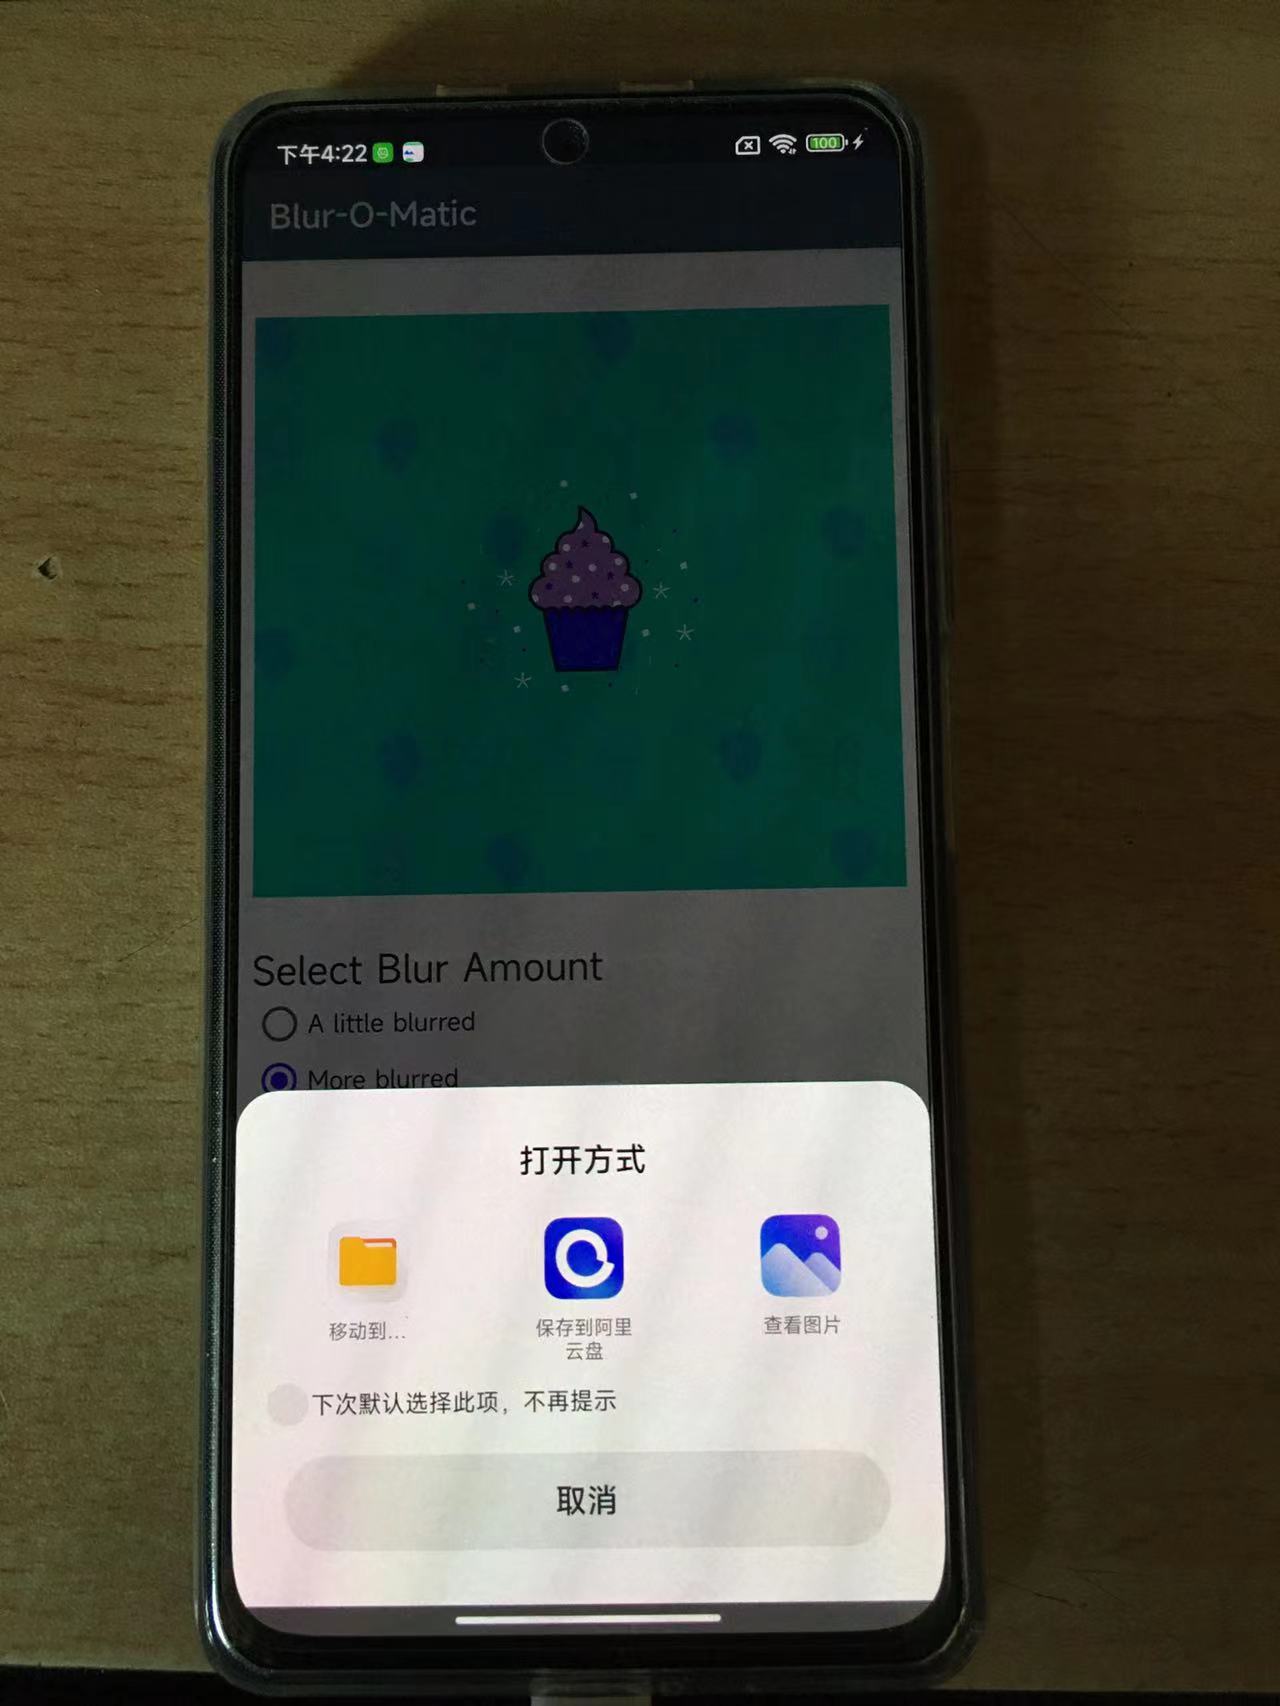 下午4:22
100
Blur-O-Matic
Select Blur Amount
A little blurred
More blurred
打开方式
移动到...
保存到阿里
云盘
查看图片
下次默认选择此项，不再提示
取消